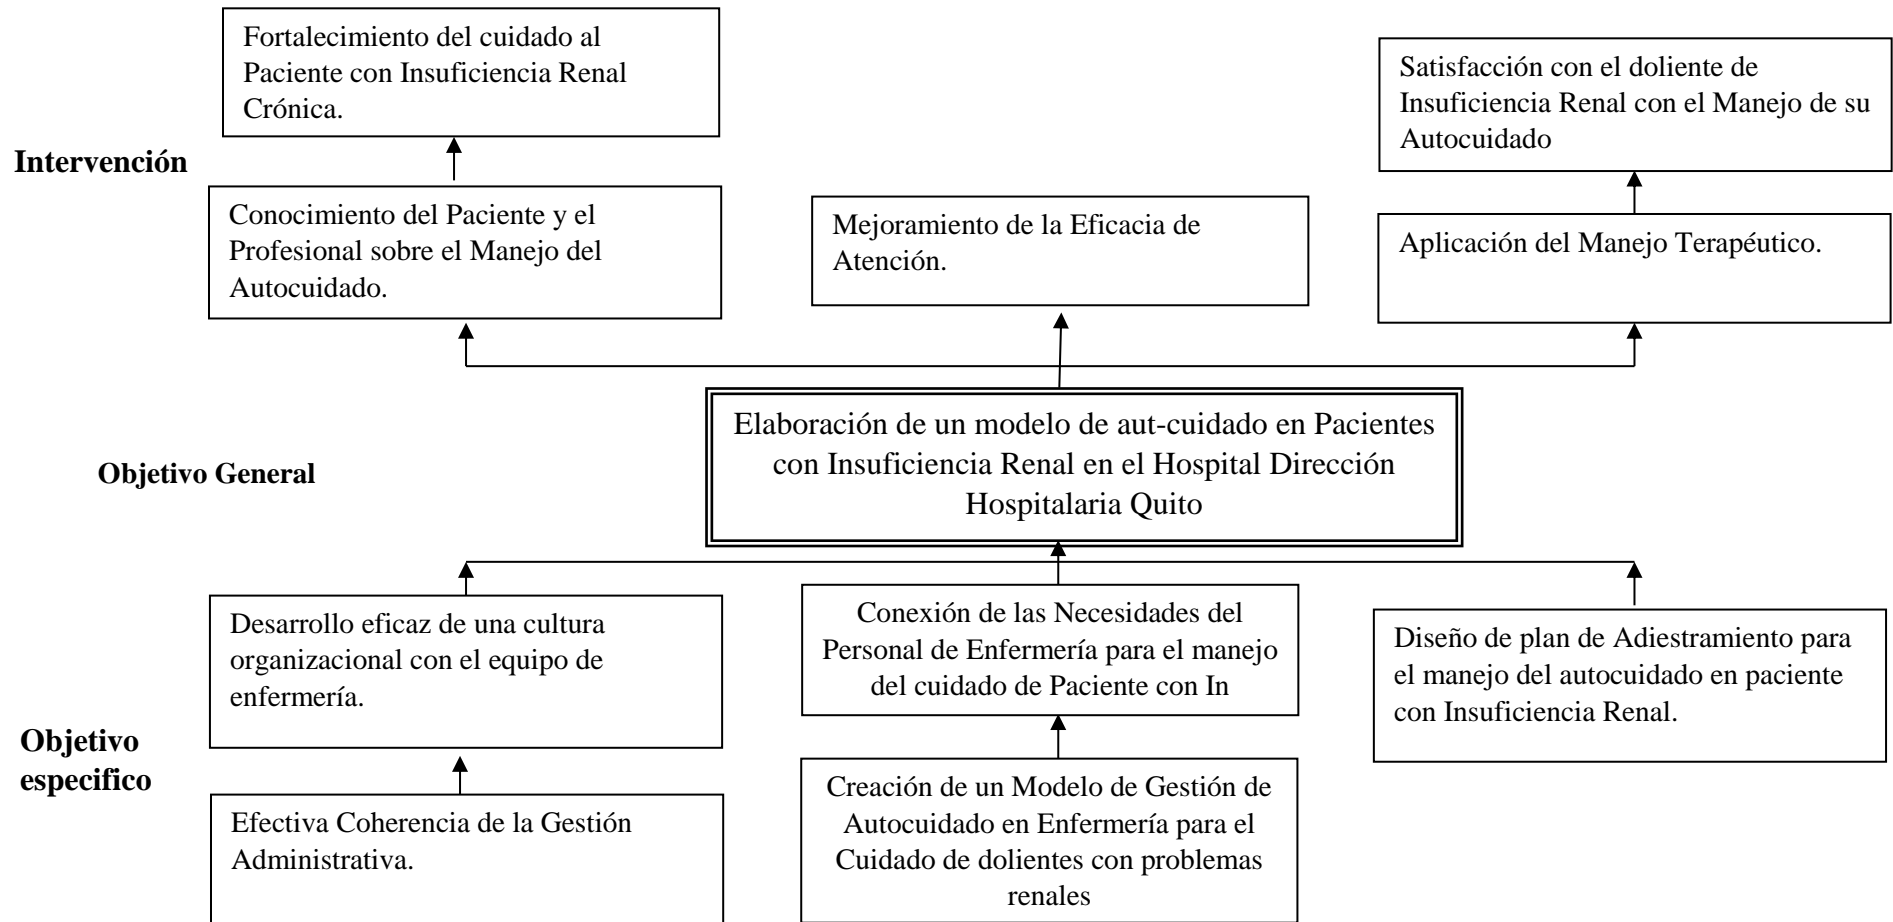 Fortalecimiento del cuidado al
Paciente con Insuficiencia Renal
Crónica.
Satisfacción con el doliente de
Insuficiencia Renal con el Manejo de su
Autocuidado
Intervención
Conocimiento del Paciente y el
Profesional sobre el Manejo del
Autocuidado.
Mejoramiento de la Eficacia de
Atención.
Aplicación del Manejo Terapéutico.
Elaboración de un modelo de aut-cuidado en Pacientes
con Insuficiencia Renal en el Hospital Dirección
Hospitalaria Quito
Objetivo General
Desarrollo eficaz de una cultura
organizacional con el equipo de
enfermería.
Conexión de las Necesidades del
Personal de Enfermería para el manejo
del cuidado de Paciente con In
Diseño de plan de Adiestramiento para
el manejo del autocuidado en paciente
con Insuficiencia Renal.
Objetivo
especifico
Efectiva Coherencia de la Gestión
Administrativa.
Creación de un Modelo de Gestión de
Autocuidado en Enfermería para el
Cuidado de dolientes con problemas
renales